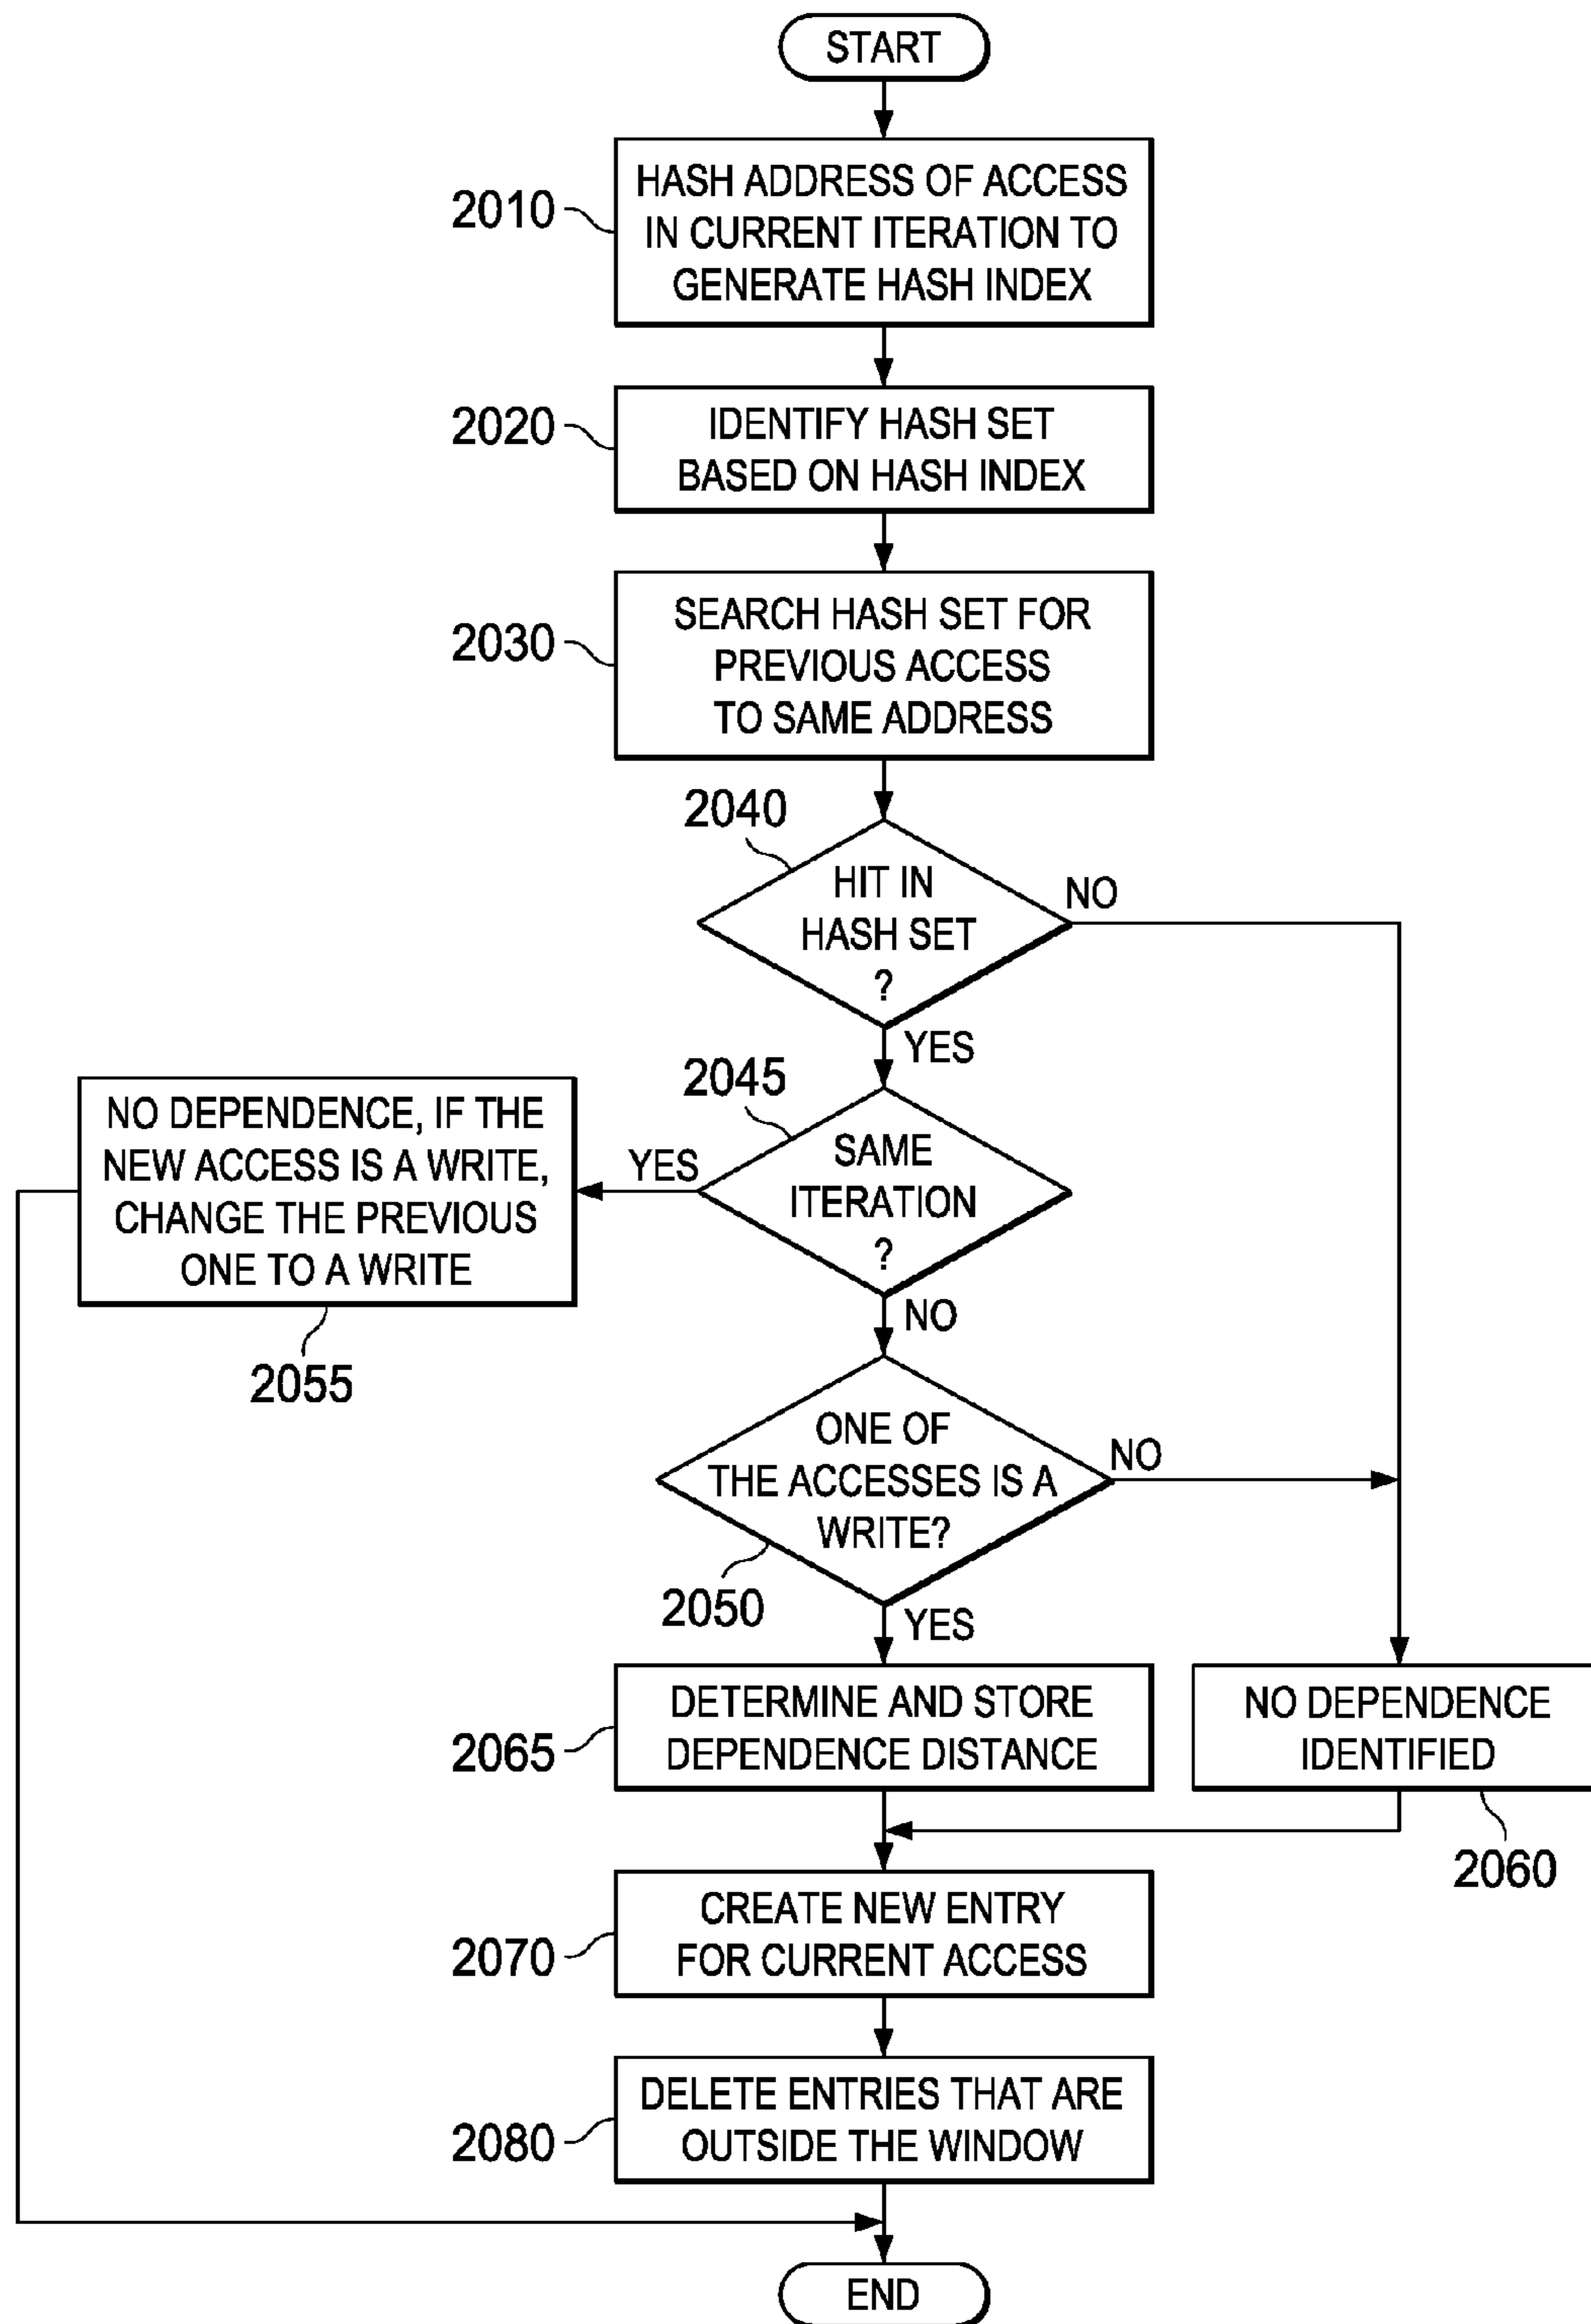 START
2010
HASH ADDRESS OF ACCESS
IN CURRENT ITERATION TO
GENERATE HASH INDEX
2020
IDENTIFY HASH SET
BASED ON HASH INDEX
2030
SEARCH HASH SET FOR
PREVIOUS ACCESS
TO SAME ADDRESS
2040
HIT IN
HASH SET
?
NO
YES
2045
SAME
ITERATION
?
YES
NO DEPENDENCE, IF THE
NEW ACCESS IS A WRITE,
CHANGE THE PREVIOUS
ONE TO A WRITE
2055
NO
ONE OF
THE ACCESSES IS A
WRITE?
NO
2050
YES
2065
DETERMINE AND STORE
DEPENDENCE DISTANCE
NO DEPENDENCE
IDENTIFIED
2060
2070
CREATE NEW ENTRY
FOR CURRENT ACCESS
2080
DELETE ENTRIES THAT ARE
OUTSIDE THE WINDOW
END